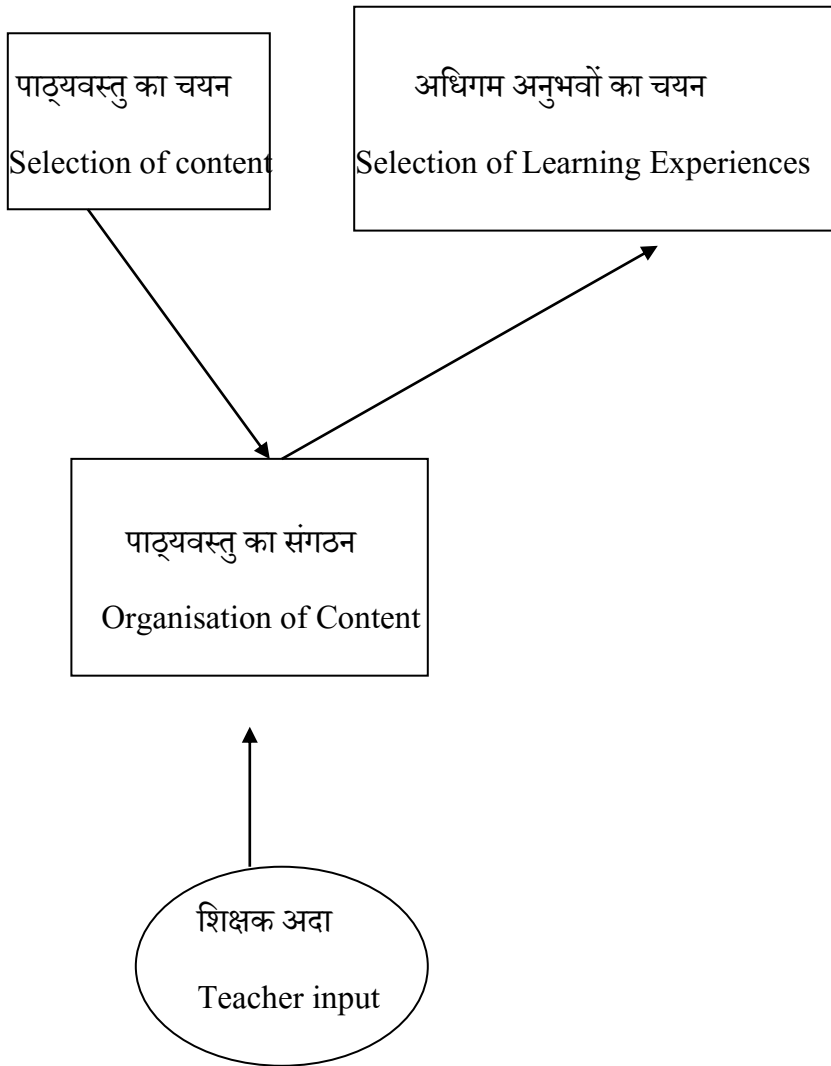 पाठ्यवस्तु का चयन
Selection of content
अधिगम अनुभवों का चयन
Selection of Learning Experiences
पाठ्यवस्तु का संगठन
Organisation of Content
शिक्षक अदा
Teacher input